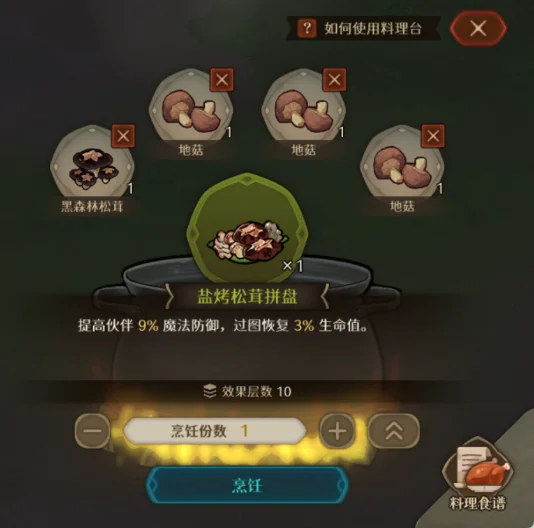 ? 如何使用料理台
1
地菇
1
地菇
1
黑森林松茸
1
地菇
×1
盐烤松茸拼盘
提高伙伴 9% 魔法防御，过图恢复 3% 生命值。
效果层数 10
烹饪份数 1
烹饪
料理食谱